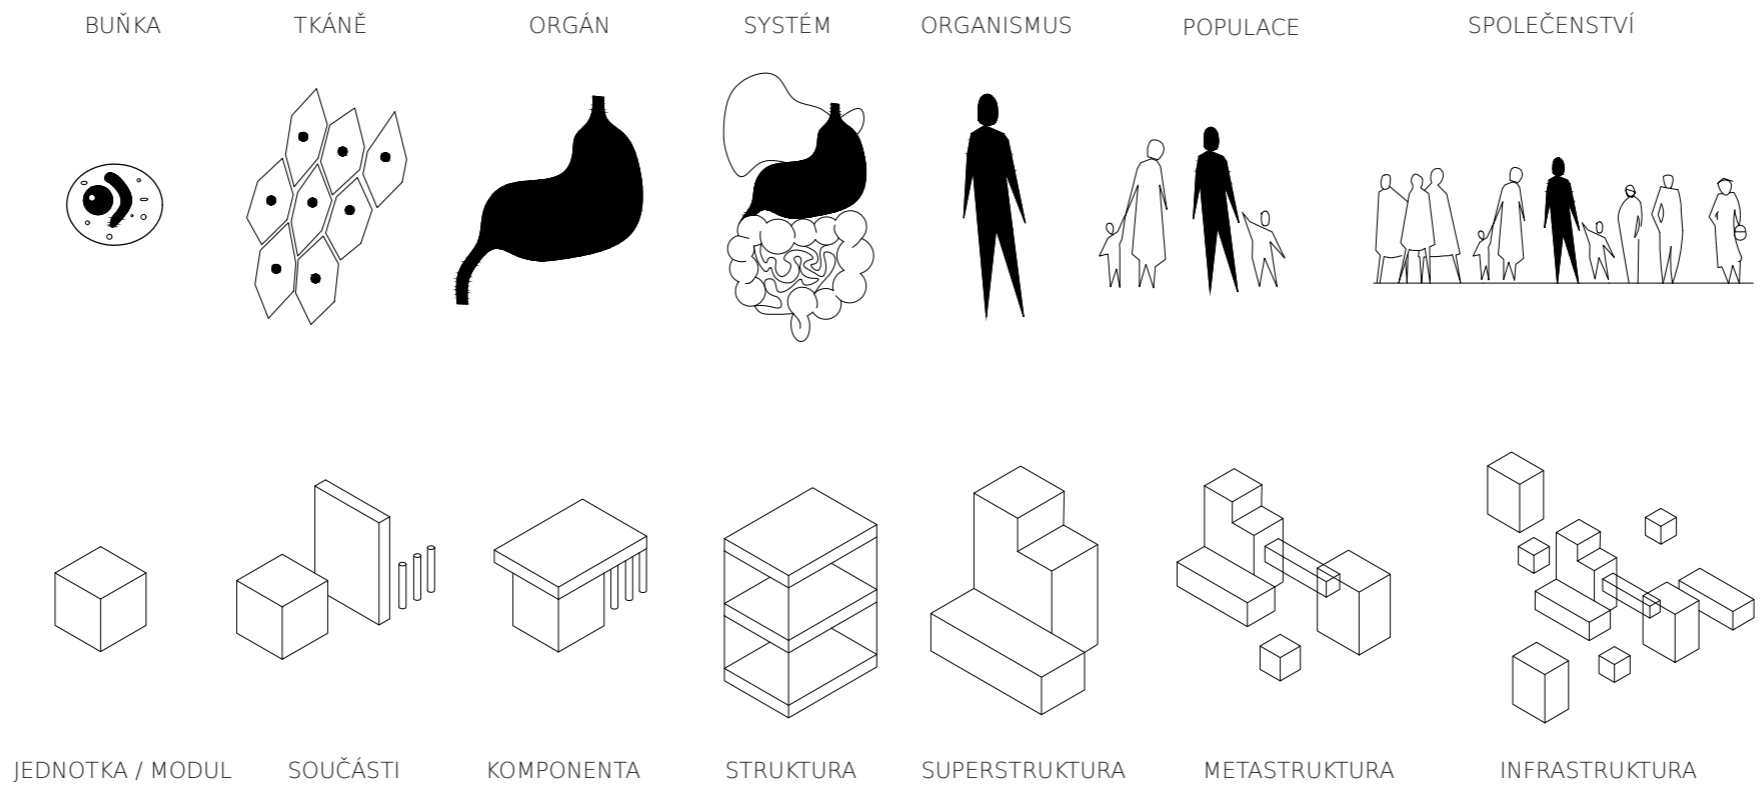 BUŇKA
TKÁNĚ
ORGÁN
SYSTÉM
ORGANISMUS
POPULACE
SPOLEČENSTVÍ
JEDNOTKA / MODUL
SOUČÁSTI
KOMPONENTA
STRUKTURA
SUPERSTRUKTURA
METASTRUKTURA
INFRASTRUKTURA